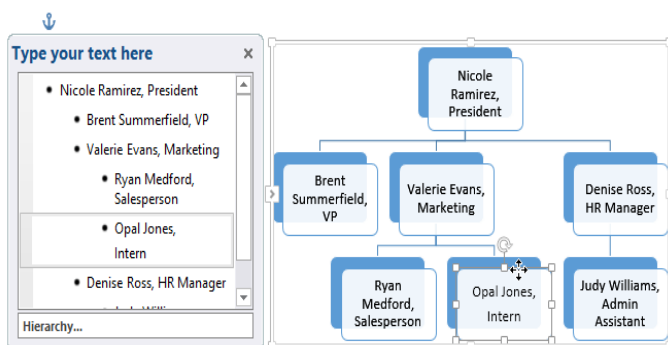 Type your text here
Nicole Ramirez, President
Brent Summerfield, VP
Valerie Evans, Marketing
Ryan Medford,
Salesperson
Opal Jones,
Intern
Denise Ross, HR Manager
Hierarchy...
Nicole
Ramirez,
President
Brent
Summerfield,
VP
Valerie Evans,
Marketing
Denise Ross,
HR Manager
Ryan
Medford,
Salesperson
Opal Jones,
Intern
Judy Williams,
Admin
Assistant